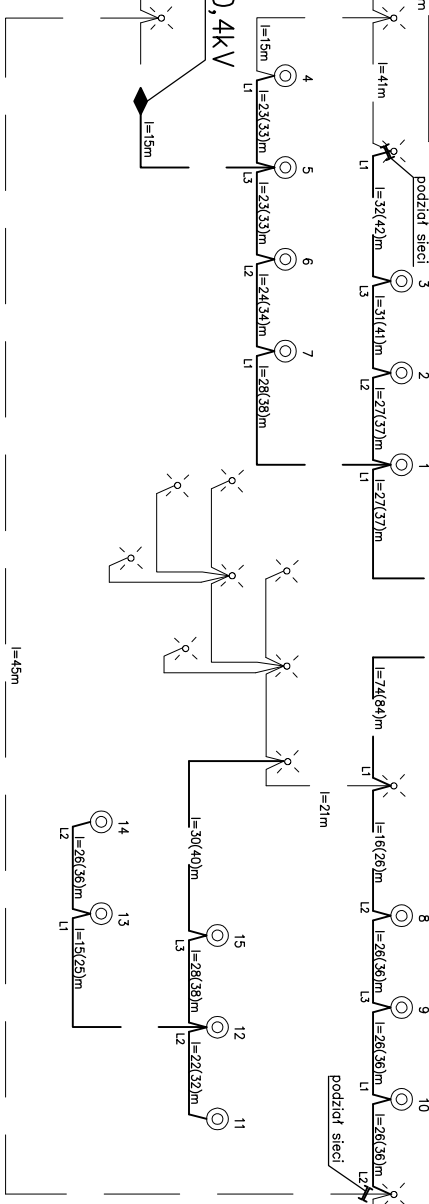 m
l=41m
L1
podział sieci
l=32(42)m
3
L3
l=31(41)m
2
L2
l=27(37)m
1
L1
l=27(37)m
l=74(84)m
L1
l=16(26)m
8
L2
l=26(36)m
9
L3
l=26(36)m
10
L1
l=26(36)m
L2
podział sieci
l=21m
l=15m
4
L1
l=23(33)m
5
L3
l=23(33)m
6
L2
l=24(34)m
7
L1
l=28(38)m
0,4kV
l=15m
l=30(40)m
15
L3
l=28(38)m
12
L2
l=22(32)m
11
14
L2
l=26(36)m
13
L1
l=15(25)m
l=45m